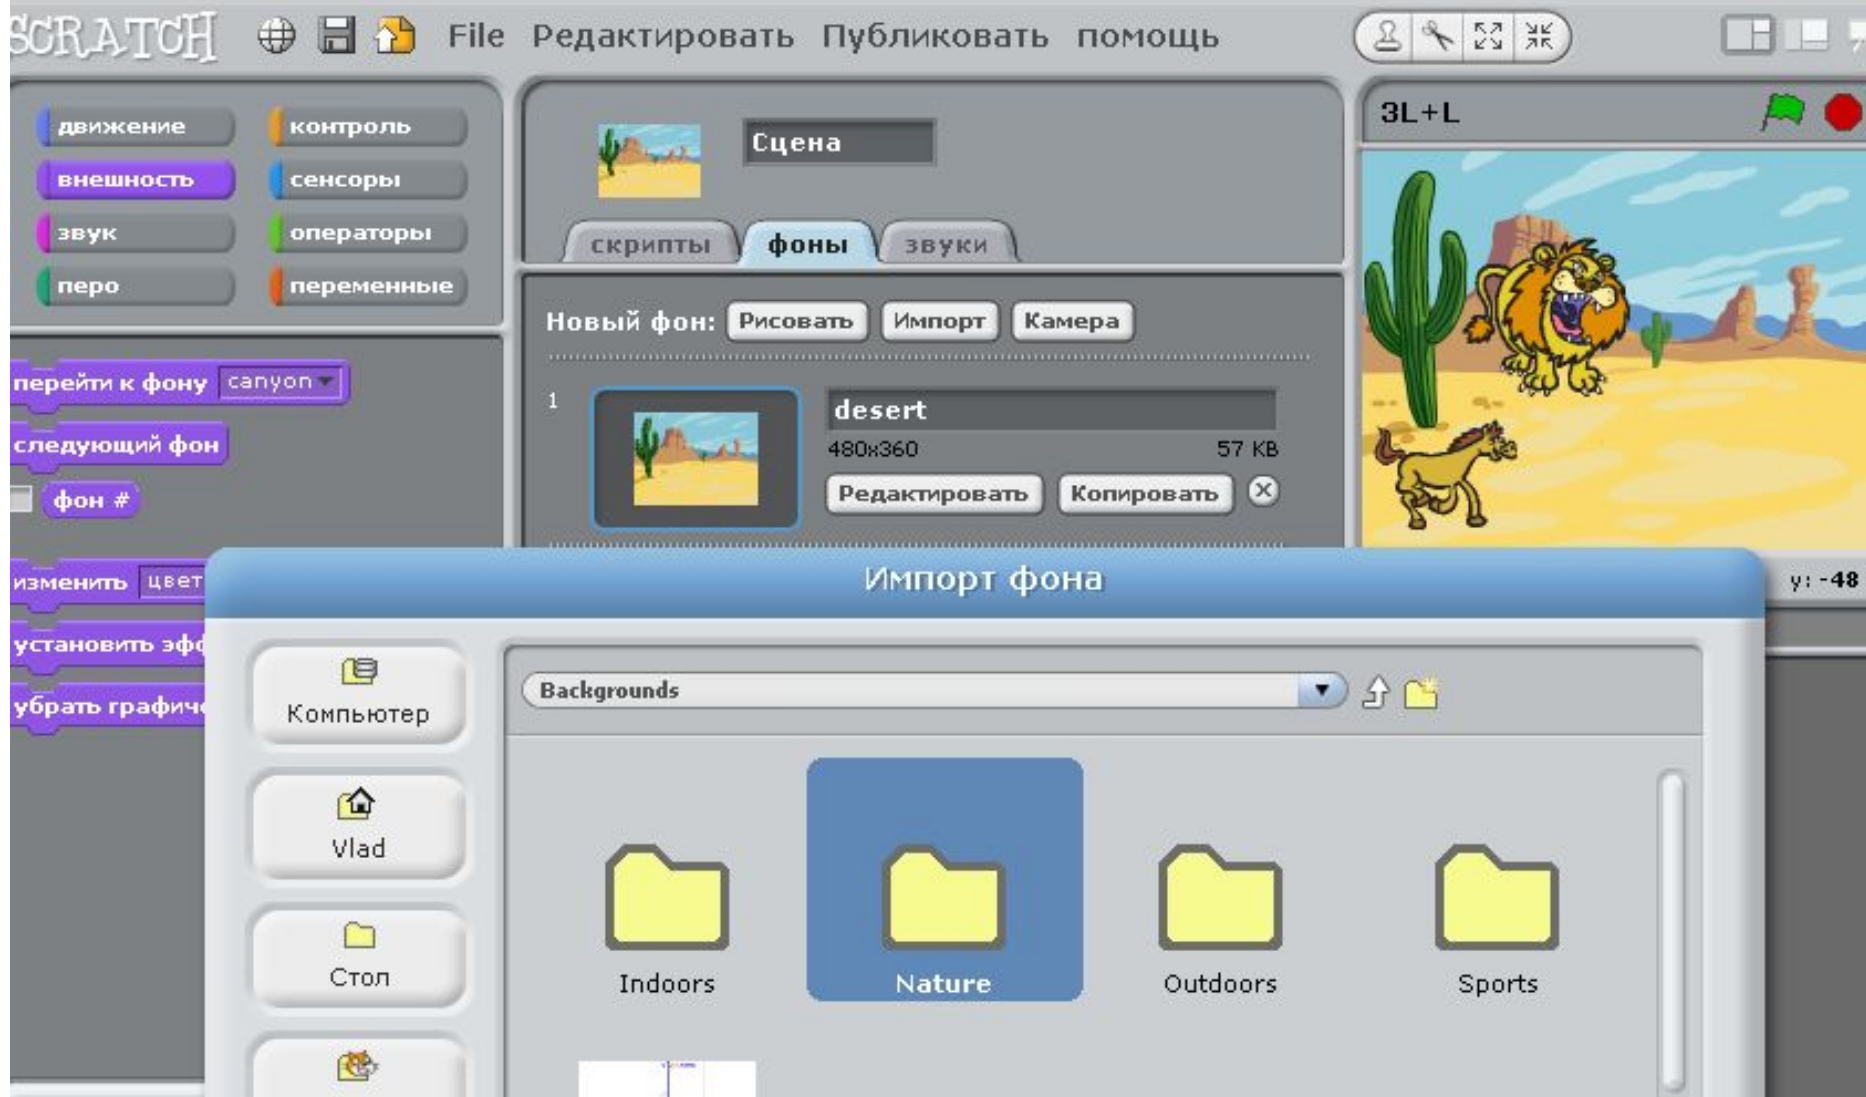 SCRATCH File Редактировать Публиковать помощь
движение контроль
внешность сенсоры
звук операторы
перо переменные
перейти к фону canyon
следующий фон
фон #
изменить цвет
установить эфф
убрать графиче
Сцена
скрипты фоны звуки
Новый фон: Рисовать Импорт Камера
1
desert
480x360 57 KB
Редактировать Копировать
3L+L
y: -48
Импорт фона
Компьютер
Vlad
Стол
Backgrounds
Indoors Nature Outdoors Sports